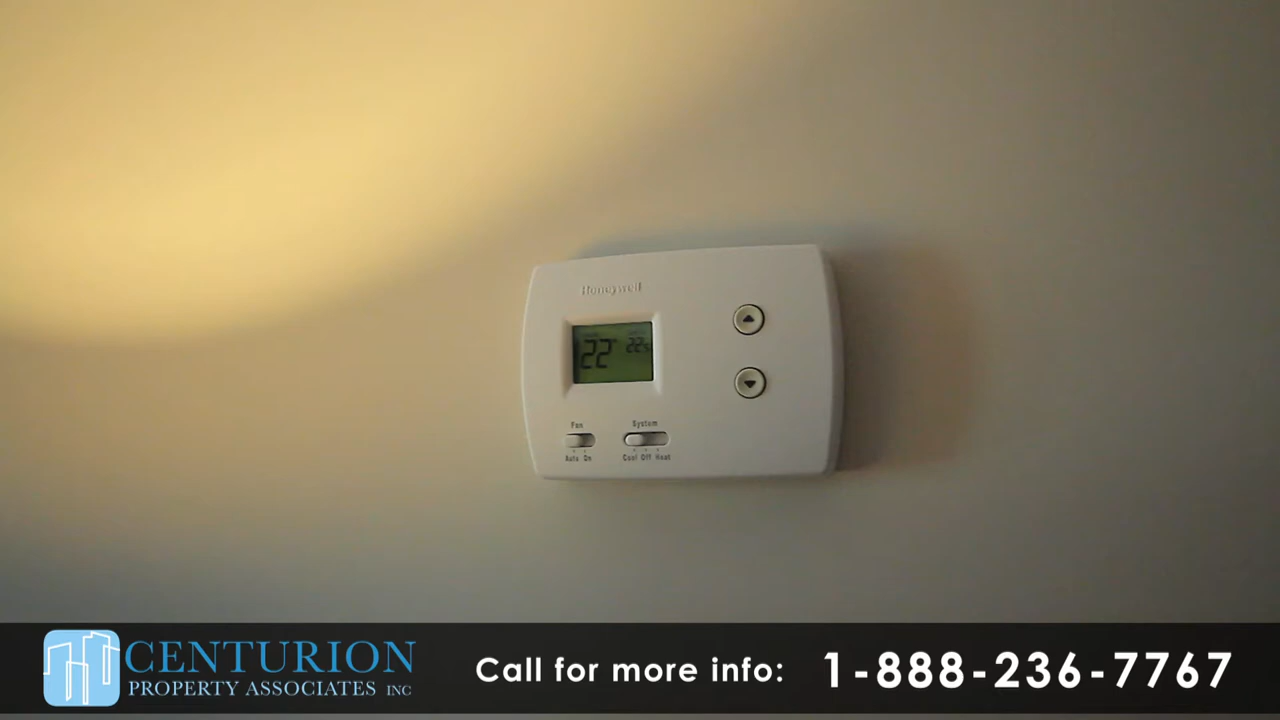 Honeywell
22° 22
Fan
System
Auto On
Cool Off Heat
CENTURION
PROPERTY ASSOCIATES INC
Call for more info: 1-888-236-7767